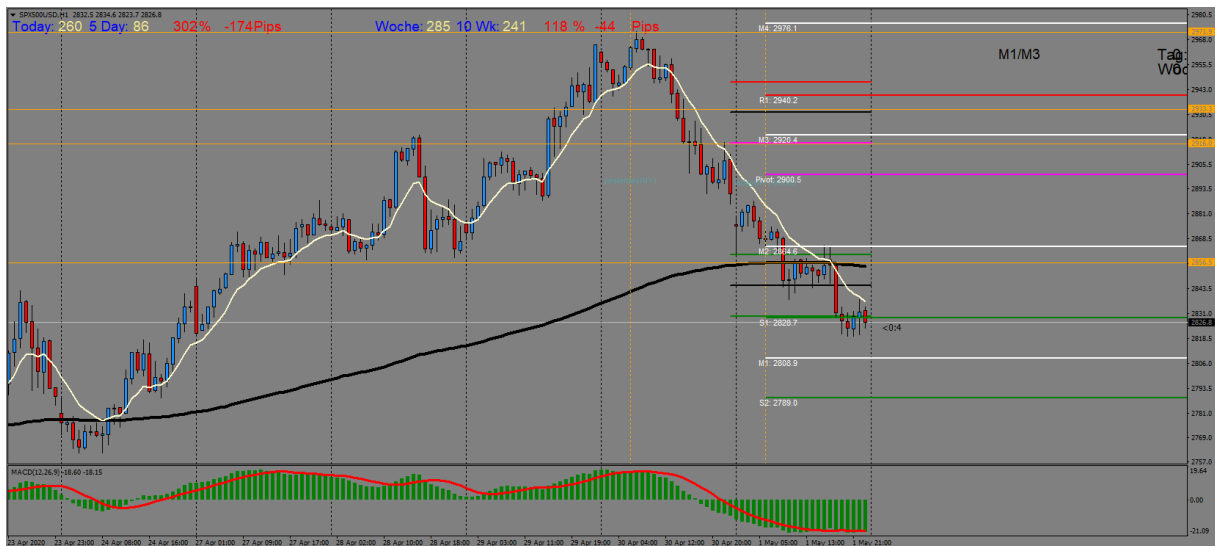 SPX500USD,H1 2832.5 2834.6 2823.7 2826.8
Today: 260 5 Day: 86 302% -174Pips Woche: 285 10 Wk: 241 118 % -44 Pips
M1/M3
Tag:
M4: 2976.1
R1: 2940.2
M3: 2920.4
Pivot: 2900.5
M2: 2864.6
S1: 2828.7
<0:4
M1: 2808.9
S2: 2789.0
2980.5
2971.9
2968.0
2955.5
2943.0
2930.5
2916.0
2905.5
2893.5
2881.0
2868.5
2856.5
2843.5
2831.0
2826.8
2818.5
2806.5
2793.5
2781.0
2769.0
2757.0
MACD(12,26,9) -18.60 -18.15
19.64
0.00
-21.09
23 Apr 2020 23 Apr 23:00 24 Apr 08:00 24 Apr 16:00 27 Apr 01:00 27 Apr 09:00 27 Apr 17:00 28 Apr 02:00 28 Apr 10:00 28 Apr 18:00 29 Apr 03:00 29 Apr 11:00 29 Apr 19:00 30 Apr 04:00 30 Apr 12:00 30 Apr 20:00 1 May 05:00 1 May 13:00 1 May 21:00